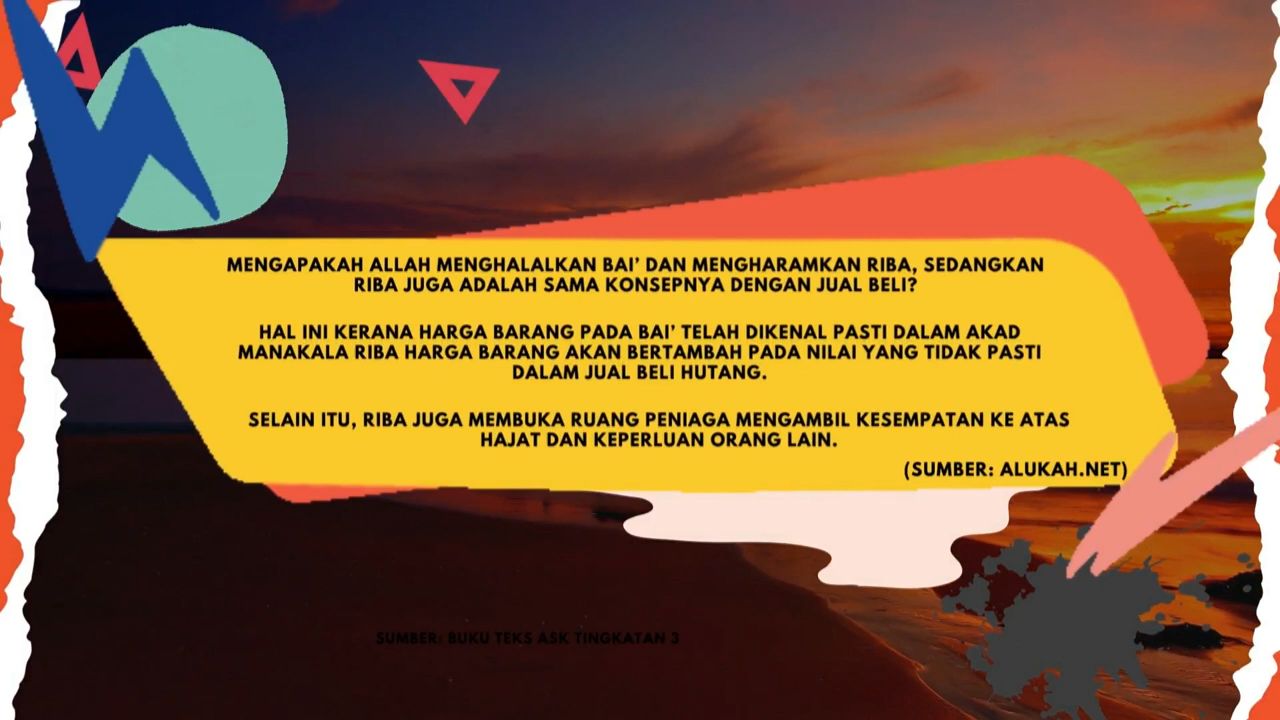 MENGAPAKAH ALLAH MENGHALALKAN BAI' DAN MENGHARAMKAN RIBA, SEDANGKAN
RIBA JUGA ADALAH SAMA KONSEPNYA DENGAN JUAL BELI?
HAL INI KERANA HARGA BARANG PADA BAI' TELAH DIKENAL PASTI DALAM AKAD
MANAKALA RIBA HARGA BARANG AKAN BERTAMBAH PADA NILAI YANG TIDAK PASTI
DALAM JUAL BELI HUTANG.
SELAIN ITU, RIBA JUGA MEMBUKA RUANG PENIAGA MENGAMBIL KESEMPATAN KE ATAS
HAJAT DAN KEPERLUAN ORANG LAIN.
(SUMBER: ALUKAH.NET)
SUMBER: BUKU TEKS ASK TINGKATAN 3